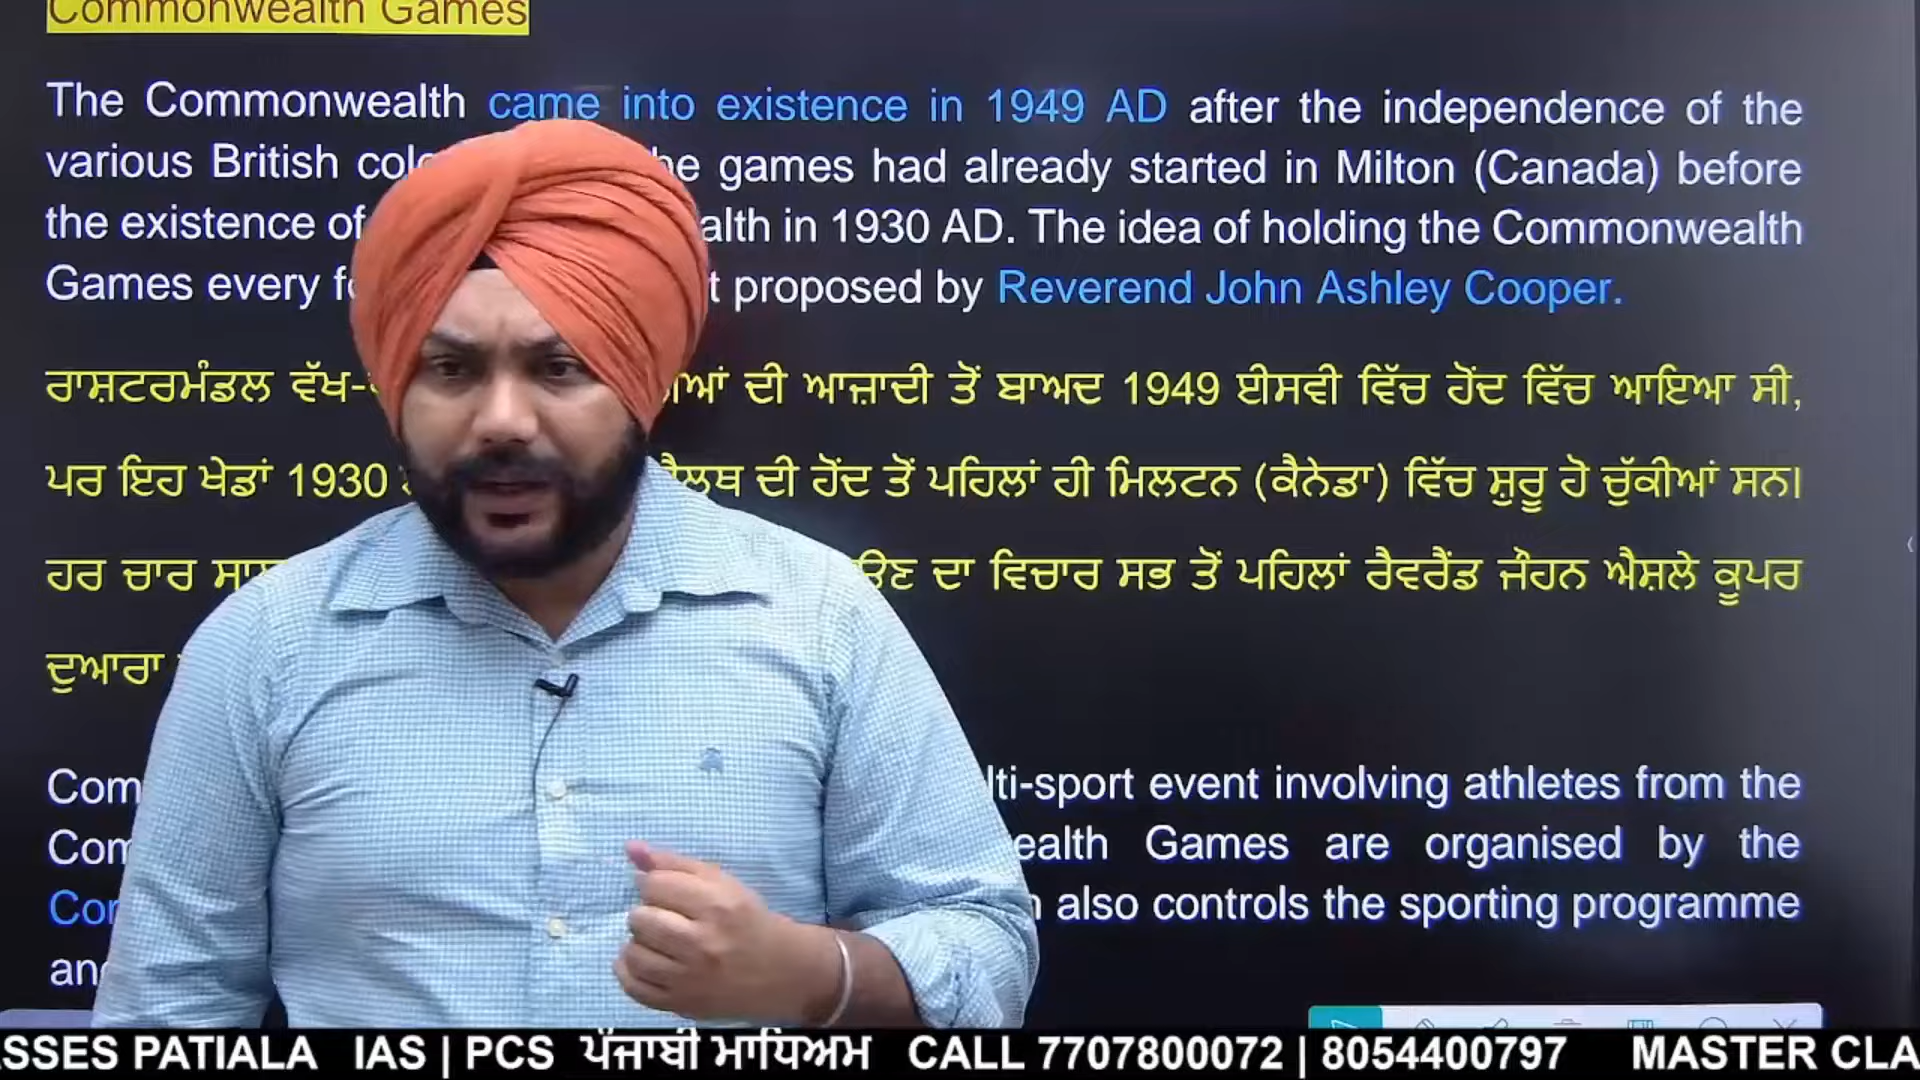 Commonwealth Games
The Commonwealth came into existence in 1949 AD after the independence of the
various British games had already started in Milton (Canada) before
the existence of in 1930 AD. The idea of holding the Commonwealth
Games every proposed by Reverend John Ashley Cooper.
ਰਾਸ਼ਟਰਮੰਡਲ ਵੱਖ- ਦੀ ਆਜ਼ਾਦੀ ਤੋਂ ਬਾਅਦ 1949 ਈਸਵੀ ਵਿੱਚ ਹੋਂਦ ਵਿੱਚ ਆਇਆ ਸੀ,
ਪਰ ਇਹ ਖੇਡਾਂ 1930 ਦੀ ਹੋਂਦ ਤੋਂ ਪਹਿਲਾਂ ਹੀ ਮਿਲਟਨ (ਕੈਨੇਡਾ) ਵਿੱਚ ਸ਼ੁਰੂ ਹੋ ਚੁੱਕੀਆਂ ਸਨ।
ਹਰ ਚਾਰ ਦਾ ਵਿਚਾਰ ਸਭ ਤੋਂ ਪਹਿਲਾਂ ਰੈਵਰੈਂਡ ਜੌਹਨ ਐਸ਼ਲੇ ਕੂਪਰ
ਦੁਆਰਾ
Com lti-sport event involving athletes from the
Com ealth Games are organised by the
also controls the sporting programme
SSES PATIALA IAS | PCS ਪੰਜਾਬੀ ਮਾਧਿਅਮ CALL 7707800072 | 8054400797 MASTER CLA